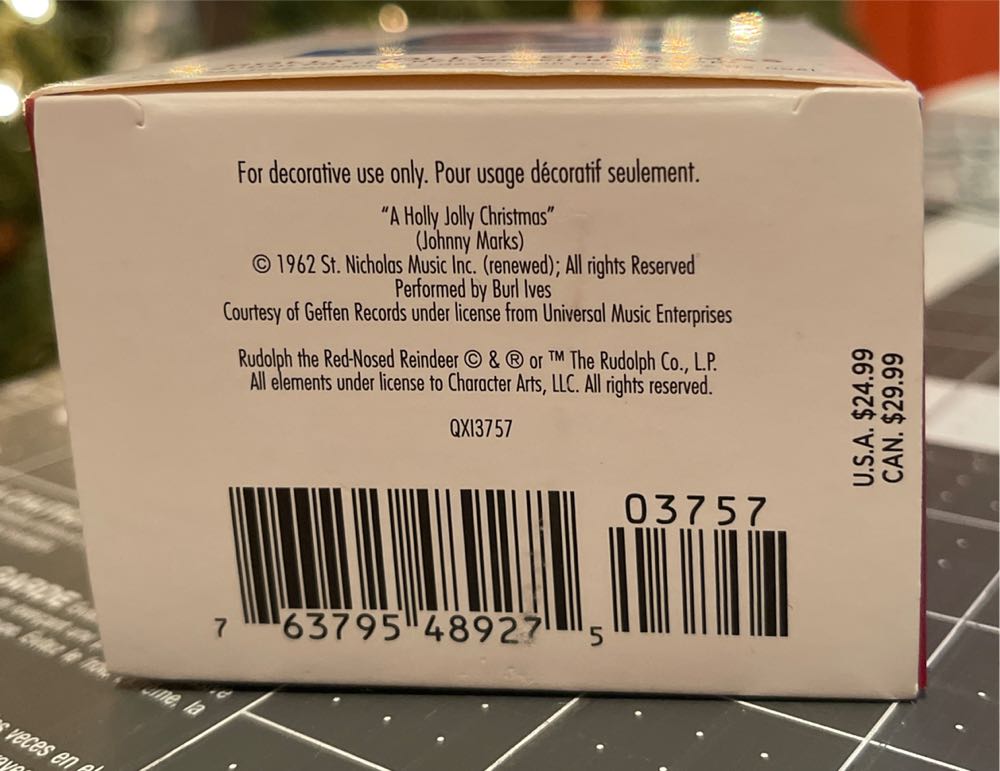 For decorative use only. Pour usage décoratif seulement.
"A Holly Jolly Christmas"
(Johnny Marks)
© 1962 St. Nicholas Music Inc. (renewed); All rights Reserved
Performed by Burl Ives
Courtesy of Geffen Records under license from Universal Music Enterprises
Rudolph the Red-Nosed Reindeer © & ® or ™ The Rudolph Co., L.P.
All elements under license to Character Arts, LLC. All rights reserved.
QXI3757
U.S.A. $24.99
CAN. $29.99
03757
7 63795 48927 5
veces en el